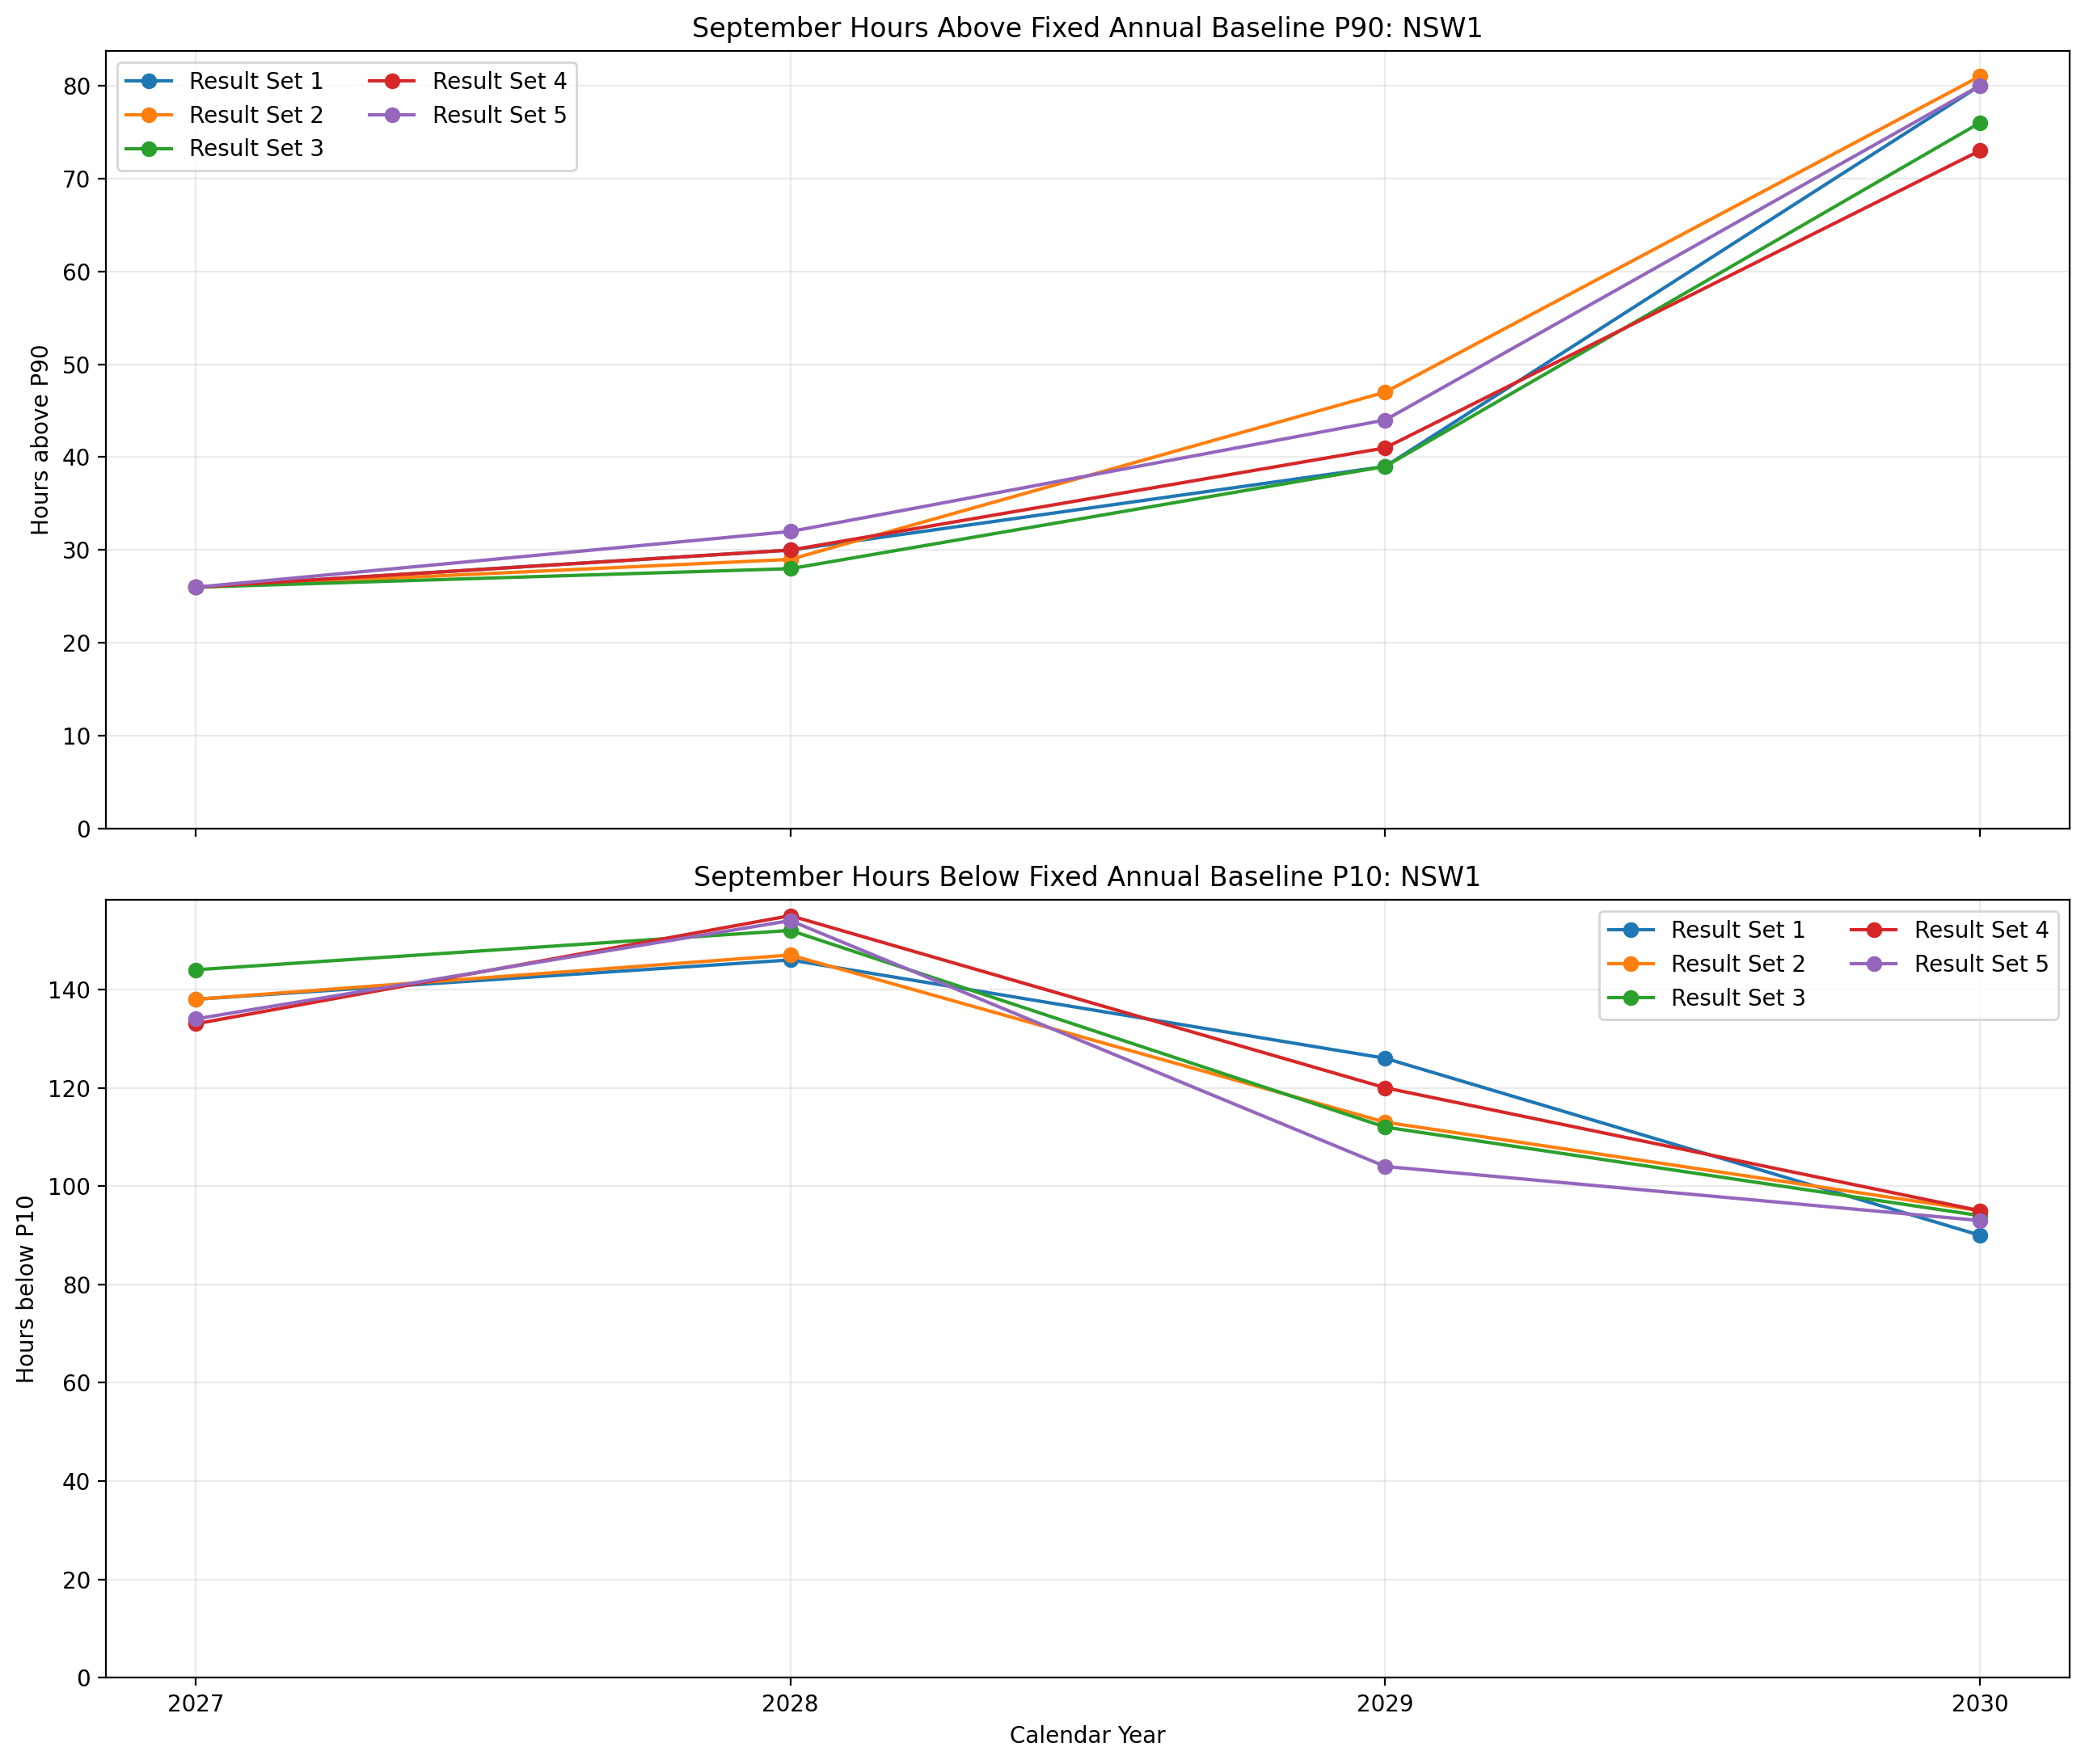 September Hours Above Fixed Annual Baseline P90: NSW1
Result Set 1
Result Set 2
Result Set 3
Result Set 4
Result Set 5
Hours above P90
80
70
60
50
40
30
20
10
0
September Hours Below Fixed Annual Baseline P10: NSW1
Result Set 1
Result Set 2
Result Set 3
Result Set 4
Result Set 5
Hours below P10
140
120
100
80
60
40
20
0
2027 2028 2029 2030
Calendar Year